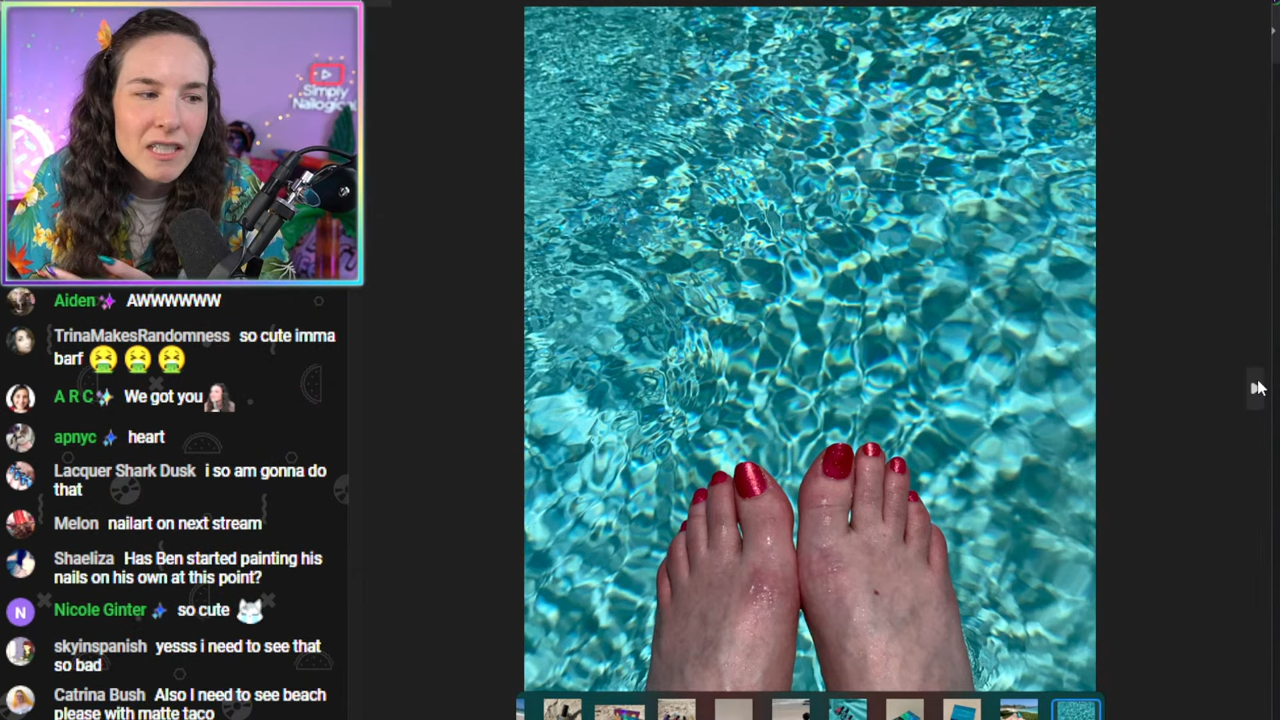 Simply
Nailogical
Aiden AWWWWWW
TrinaMakesRandomness so cute imma
barf
A R C We got you
apnyc heart
Lacquer Shark Dusk i so am gonna do
that
Melon nailart on next stream
Shaeliza Has Ben started painting his
nails on his own at this point?
N
Nicole Ginter so cute
skyinspanish yesss i need to see that
so bad
Catrina Bush Also I need to see beach
please with matte taco